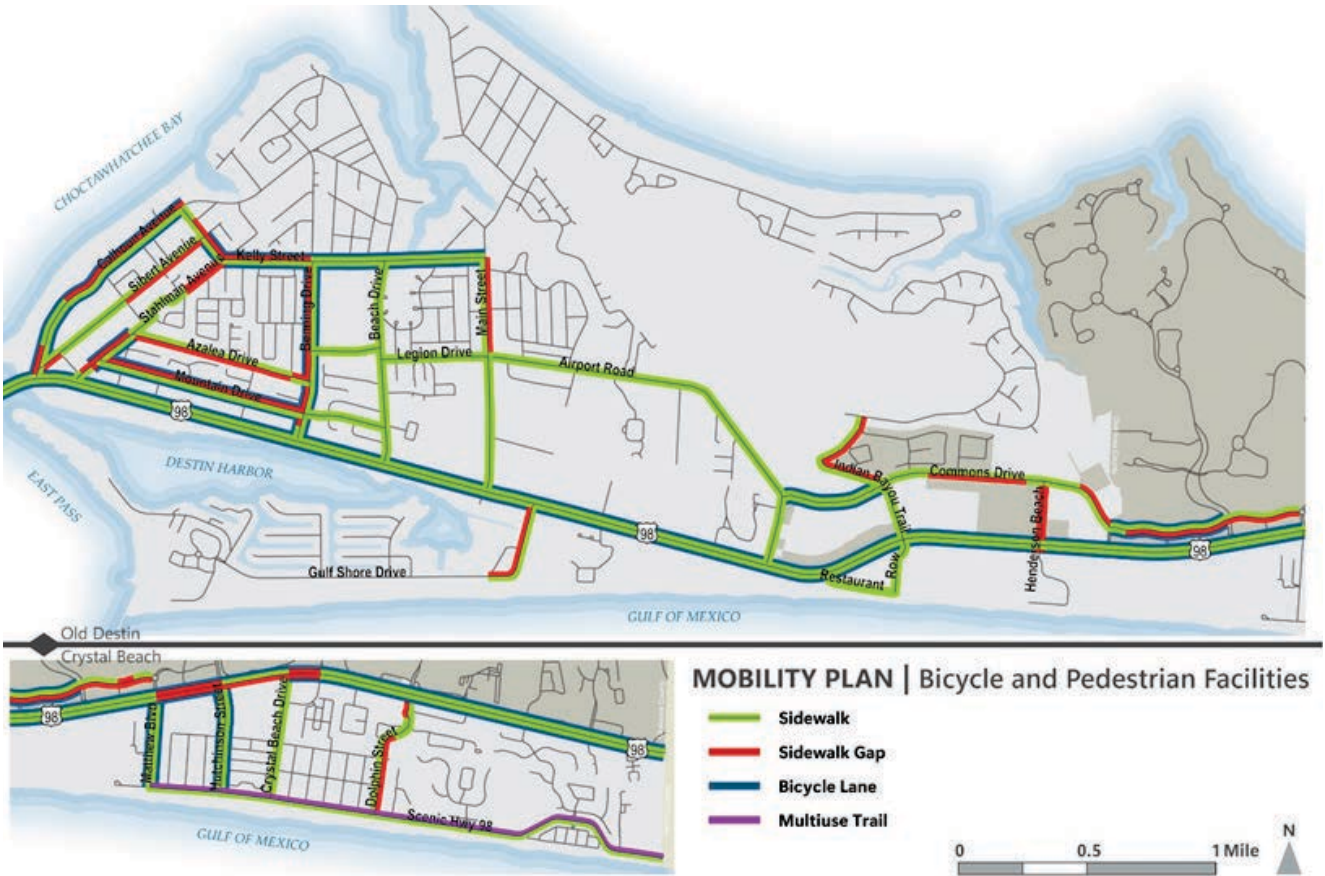 CHOCTAWHATCHEE BAY
Calhoun Avenue
Sibert Avenue
Stahlman Avenue
Kelly Street
Benning Drive
Beach Drive
Main Street
Azalea Drive
Legion Drive
Airport Road
Mountain Drive
98
DESTIN HARBOR
EAST PASS
Indian Bayou Trail
Commons Drive
Henderson Beach
98
98
Gulf Shore Drive
Restaurant Row
GULF OF MEXICO
Old Destin
Crystal Beach
98
Matthew Blvd
Hutchinson Street
Crystal Beach Drive
Dolphin Street
98
Scenic Hwy 98
GULF OF MEXICO
MOBILITY PLAN | Bicycle and Pedestrian Facilities
Sidewalk
Sidewalk Gap
Bicycle Lane
Multiuse Trail
0 0.5 1 Mile
N